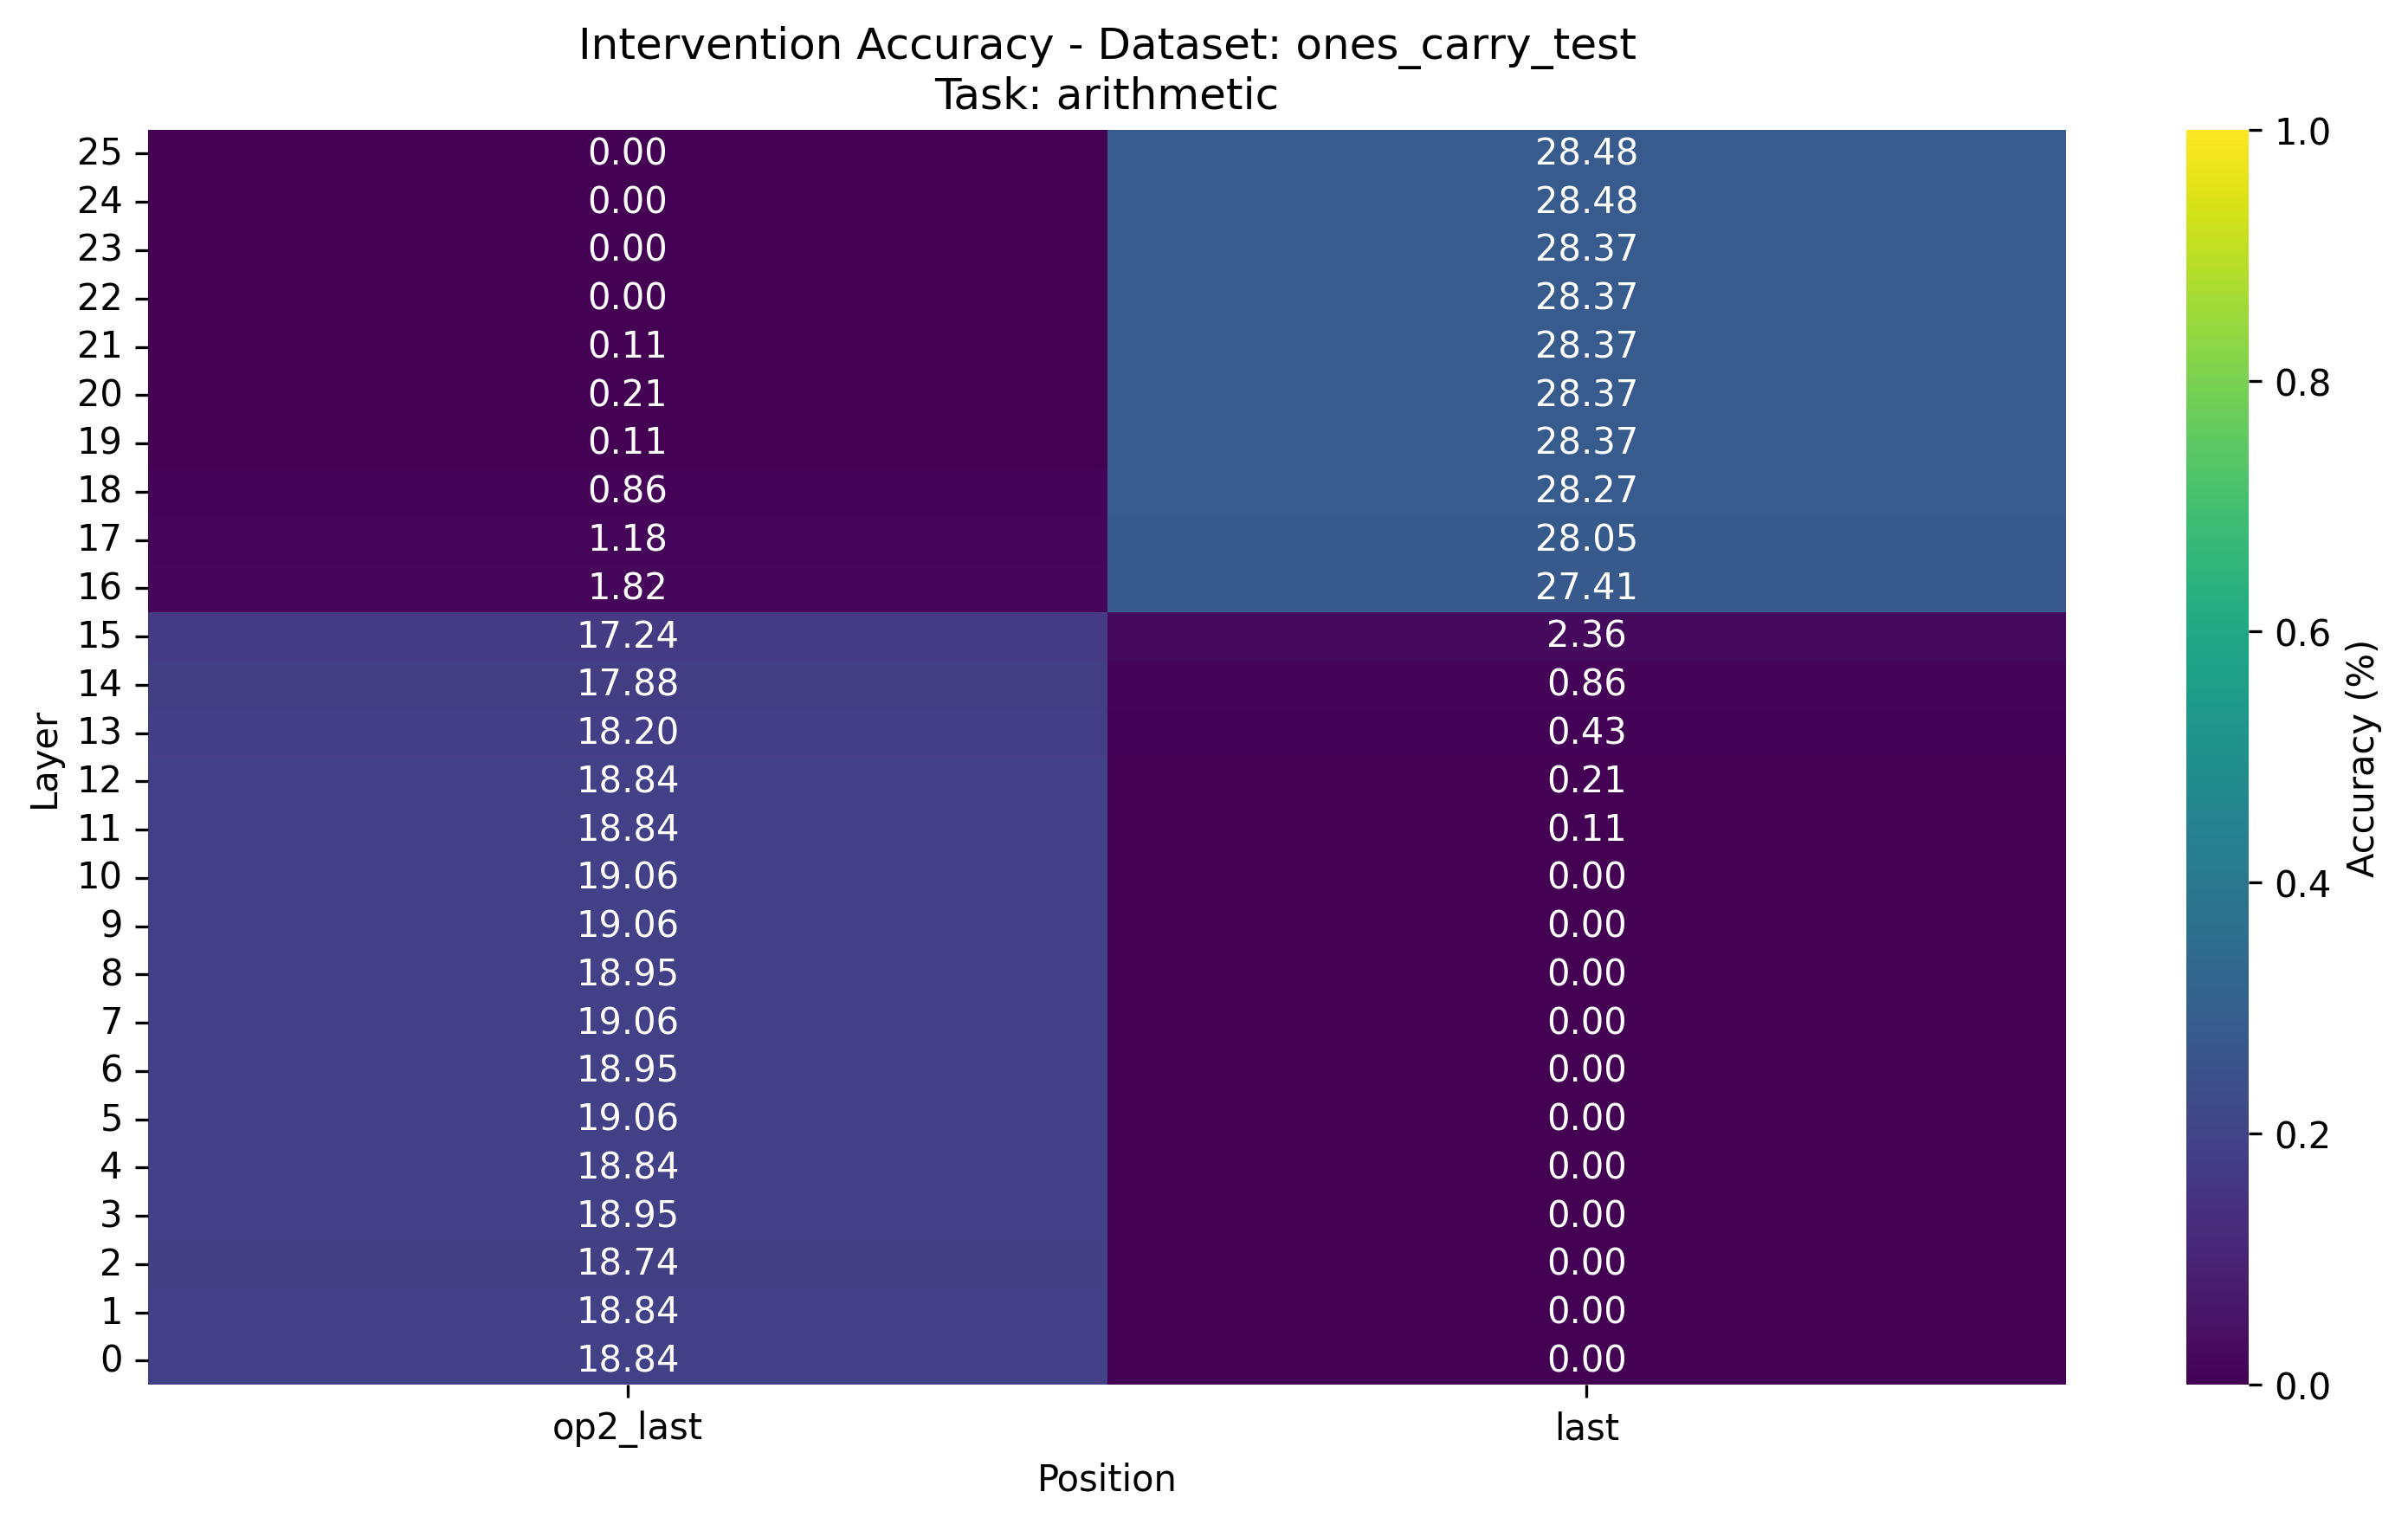 Intervention Accuracy - Dataset: ones_carry_test
Task: arithmetic
25 0.00 28.48
24 0.00 28.48
23 0.00 28.37
22 0.00 28.37
21 0.11 28.37
20 0.21 28.37
19 0.11 28.37
18 0.86 28.27
17 1.18 28.05
16 1.82 27.41
15 17.24 2.36
14 17.88 0.86
13 18.20 0.43
12 18.84 0.21
11 18.84 0.11
10 19.06 0.00
9 19.06 0.00
8 18.95 0.00
7 19.06 0.00
6 18.95 0.00
5 19.06 0.00
4 18.84 0.00
3 18.95 0.00
2 18.74 0.00
1 18.84 0.00
0 18.84 0.00
Layer
op2_last last
Position
1.0
0.8
0.6
0.4
0.2
0.0
Accuracy (%)